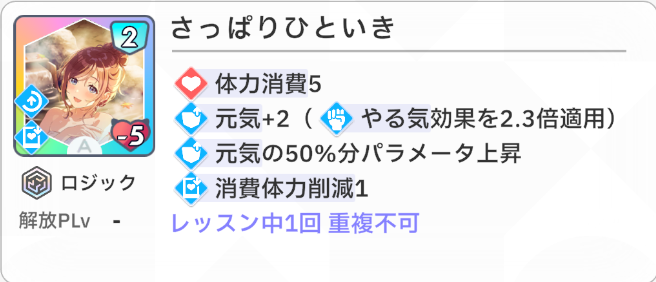 さっぱりひといき
2
体力消費5
元気+2（ やる気効果を2.3倍適用）
元気の50%分パラメータ上昇
-5
A
消費体力削減1
ロジック
レッスン中1回 重複不可
解放PLv -